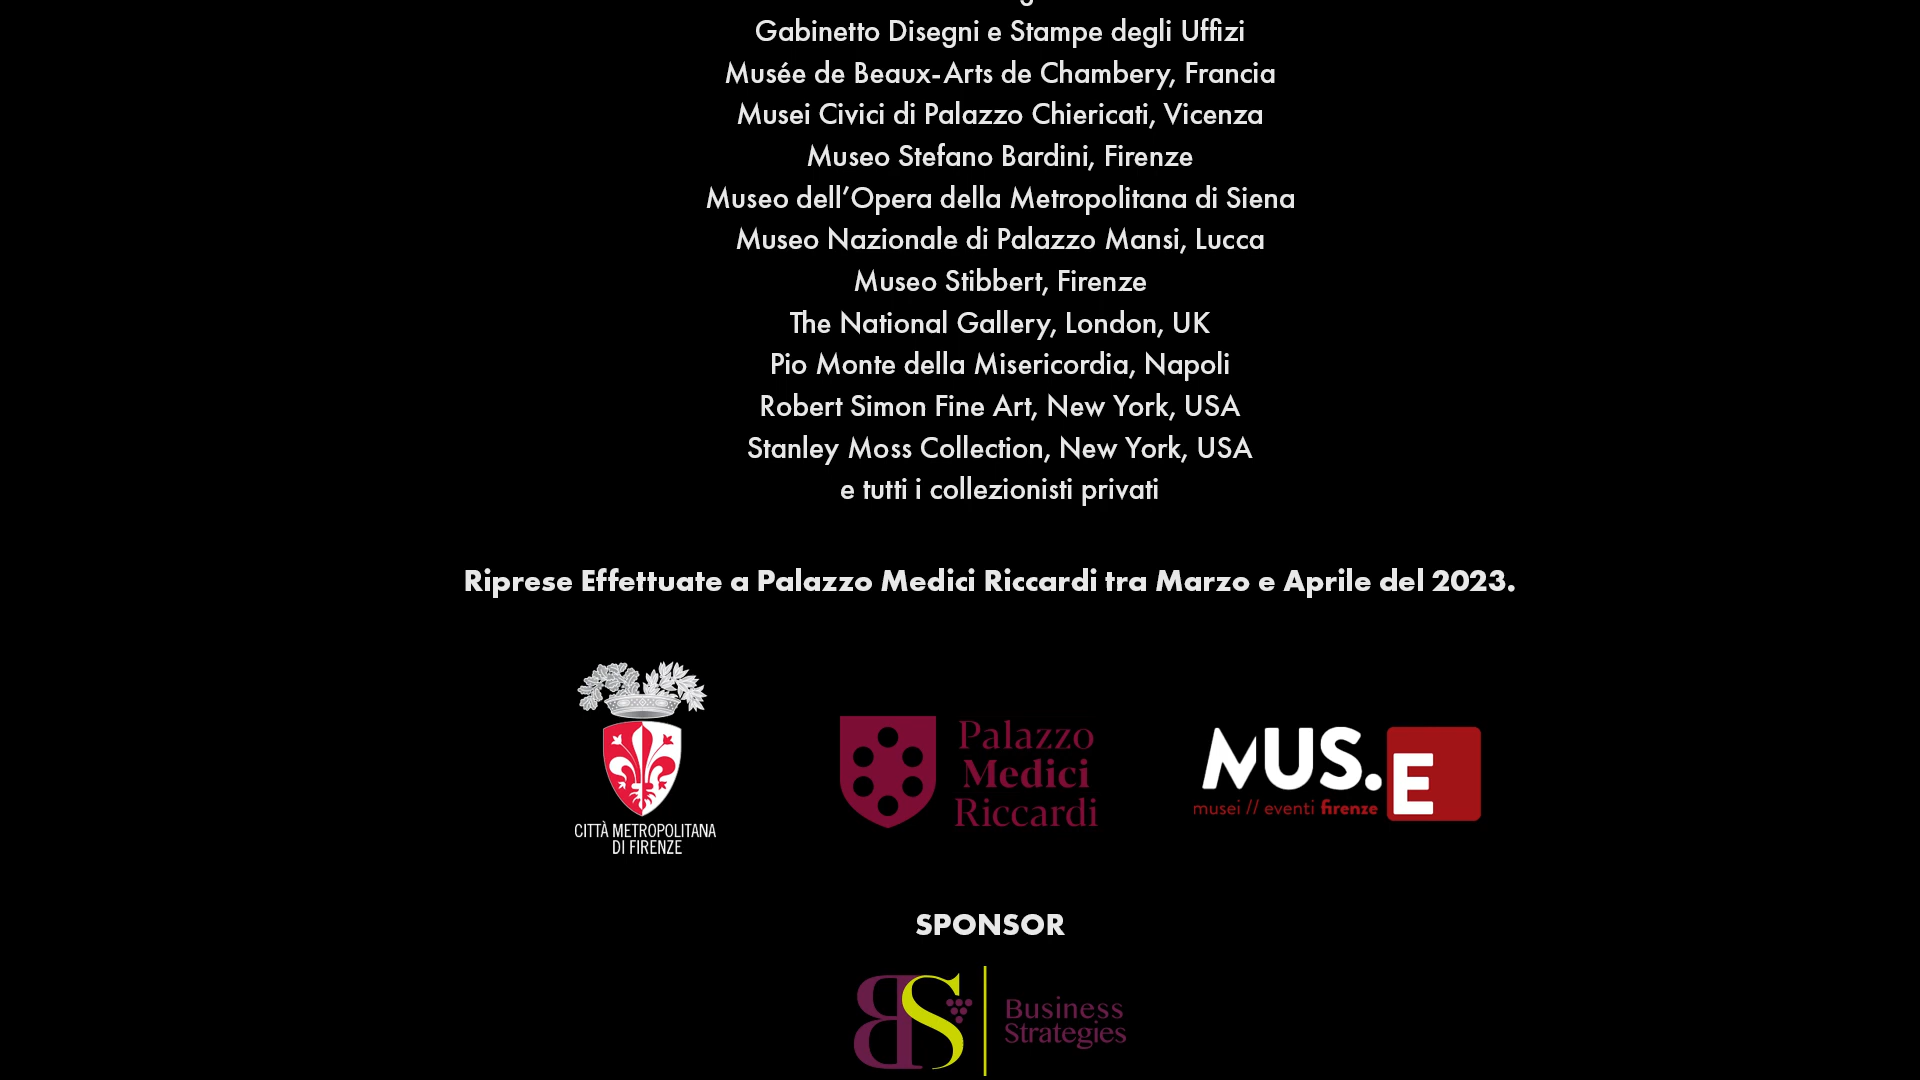 Gabinetto Disegni e Stampe degli Uffizi
Musée de Beaux-Arts de Chambery, Francia
Musei Civici di Palazzo Chiericati, Vicenza
Museo Stefano Bardini, Firenze
Museo dell’Opera della Metropolitana di Siena
Museo Nazionale di Palazzo Mansi, Lucca
Museo Stibbert, Firenze
The National Gallery, London, UK
Pio Monte della Misericordia, Napoli
Robert Simon Fine Art, New York, USA
Stanley Moss Collection, New York, USA
e tutti i collezionisti privati
Riprese Effettuate a Palazzo Medici Riccardi tra Marzo e Aprile del 2023.
CITTÀ METROPOLITANA
DI FIRENZE
Palazzo
Medici
Riccardi
MUS.E
musei // eventi firenze
SPONSOR
BS
Business
Strategies